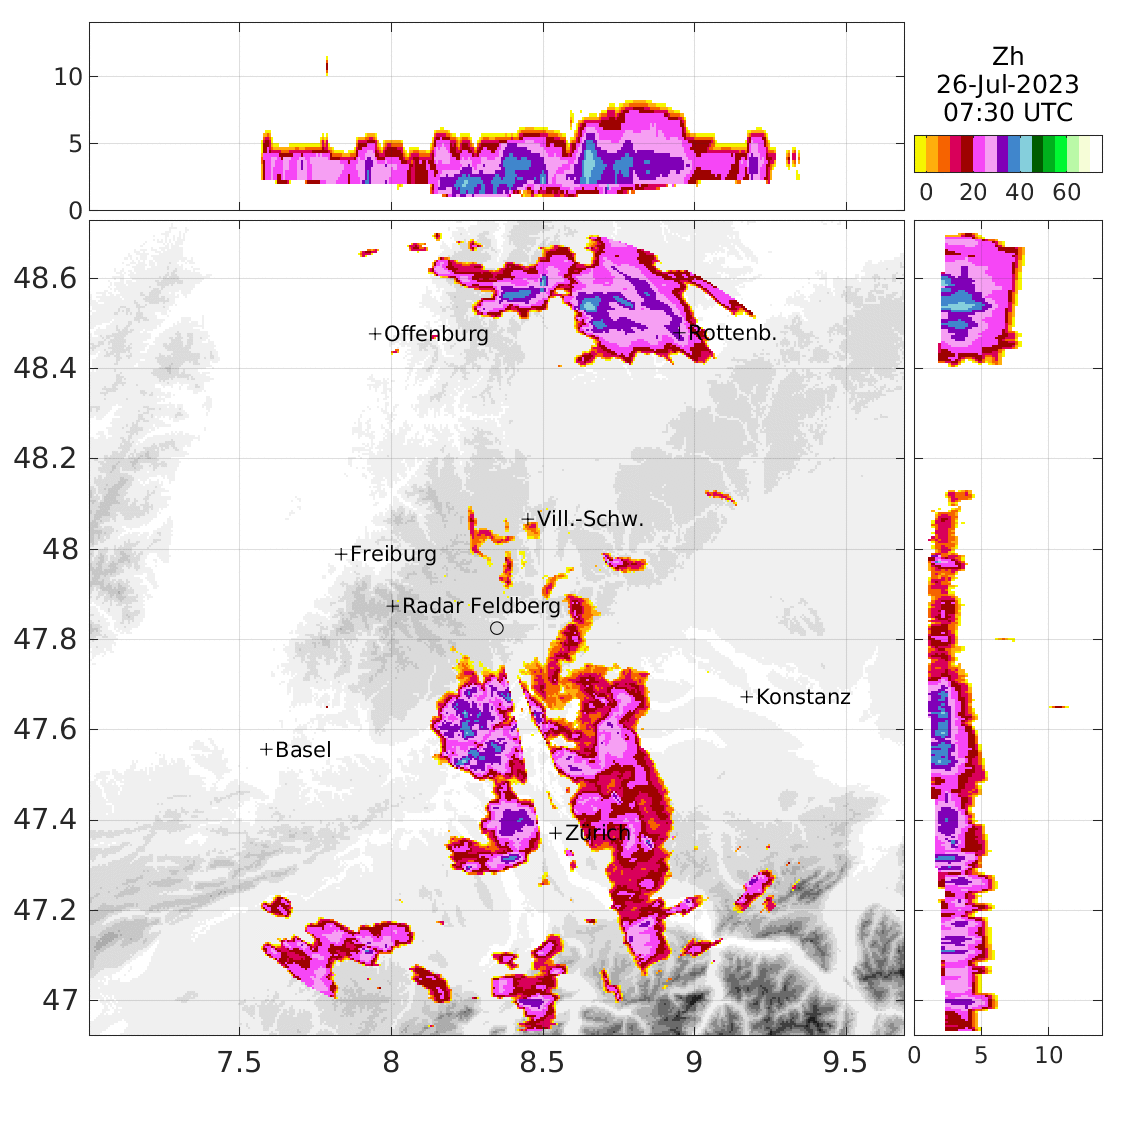 Zh
26-Jul-2023
07:30 UTC
10
5
0
0
20
40
60
48.6
48.4
48.2
48
47.8
47.6
47.4
47.2
47
+Offenburg
+Rottenb.
+Vill.-Schw.
+Freiburg
+Radar Feldberg
+Konstanz
+Basel
+Zürich
7.5
8
8.5
9
9.5
0
5
10